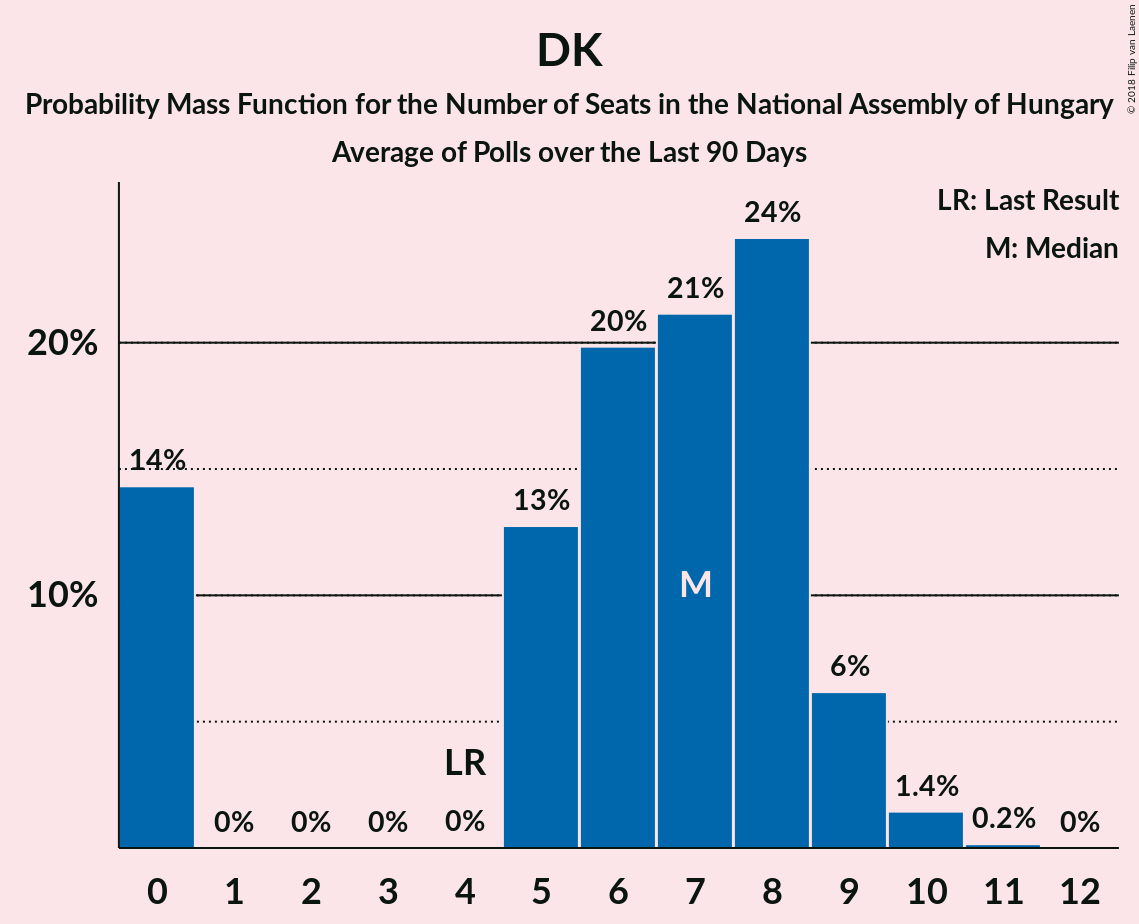 DK
Probability Mass Function for the Number of Seats in the National Assembly of Hungary
Average of Polls over the Last 90 Days
© 2018 Filip van Laenen
LR: Last Result
M: Median
24%
21%
20%
20%
14%
13%
M
10%
6%
LR
1.4%
0% 0% 0% 0% 0.2% 0%
0 1 2 3 4 5 6 7 8 9 10 11 12